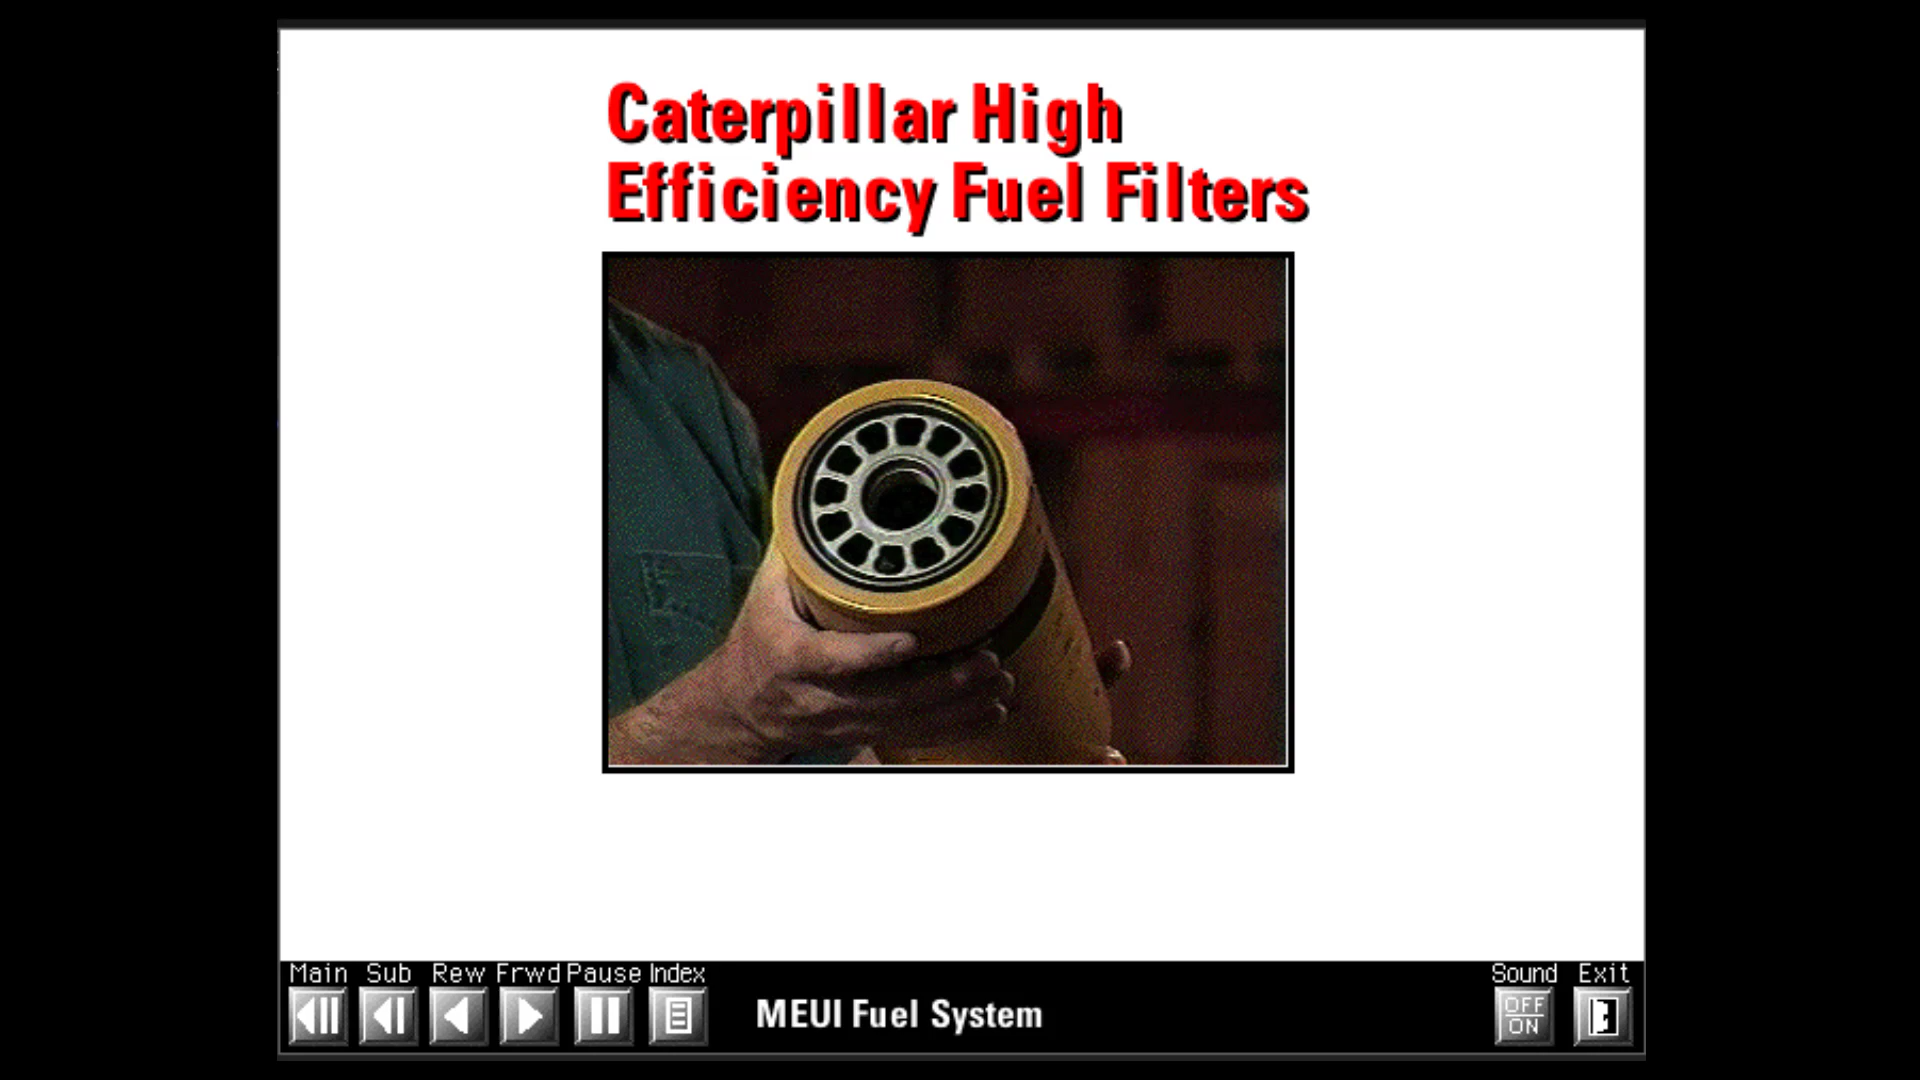 Caterpillar High
Efficiency Fuel Filters
Main Sub Rew Frwd Pause Index
MEUI Fuel System
Sound Exit
OFF
ON